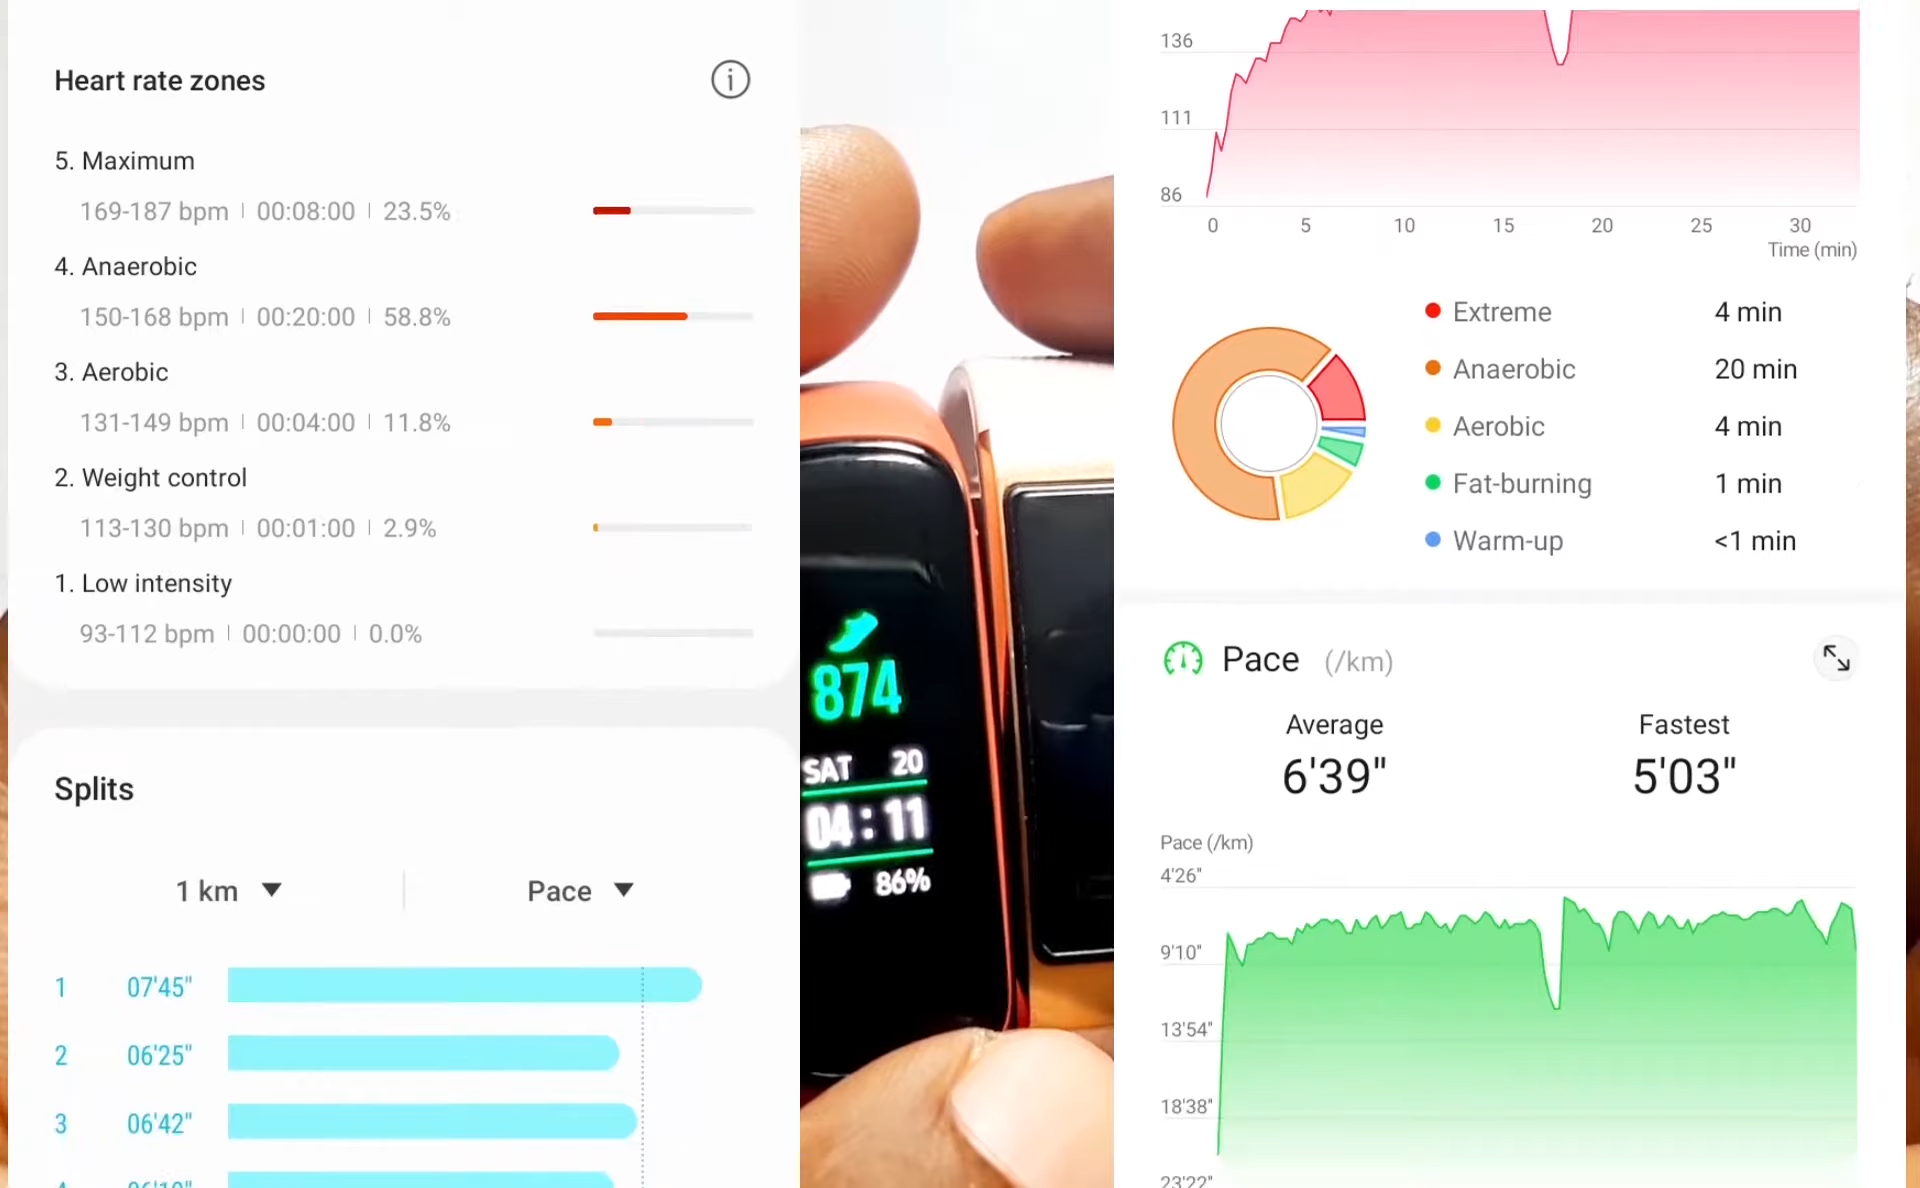 Heart rate zones
5. Maximum
169-187 bpm | 00:08:00 | 23.5%
4. Anaerobic
150-168 bpm | 00:20:00 | 58.8%
3. Aerobic
131-149 bpm | 00:04:00 | 11.8%
2. Weight control
113-130 bpm | 00:01:00 | 2.9%
1. Low intensity
93-112 bpm | 00:00:00 | 0.0%
Splits
1 km
Pace
1 07'45"
2 06'25"
3 06'42"
874
SAT 20
04:11
86%
136
111
86
0 5 10 15 20 25 30
Time (min)
Extreme 4 min
Anaerobic 20 min
Aerobic 4 min
Fat-burning 1 min
Warm-up <1 min
Pace (/km)
Average Fastest
6'39" 5'03"
Pace (/km)
4'26"
9'10"
13'54"
18'38"
23'22"